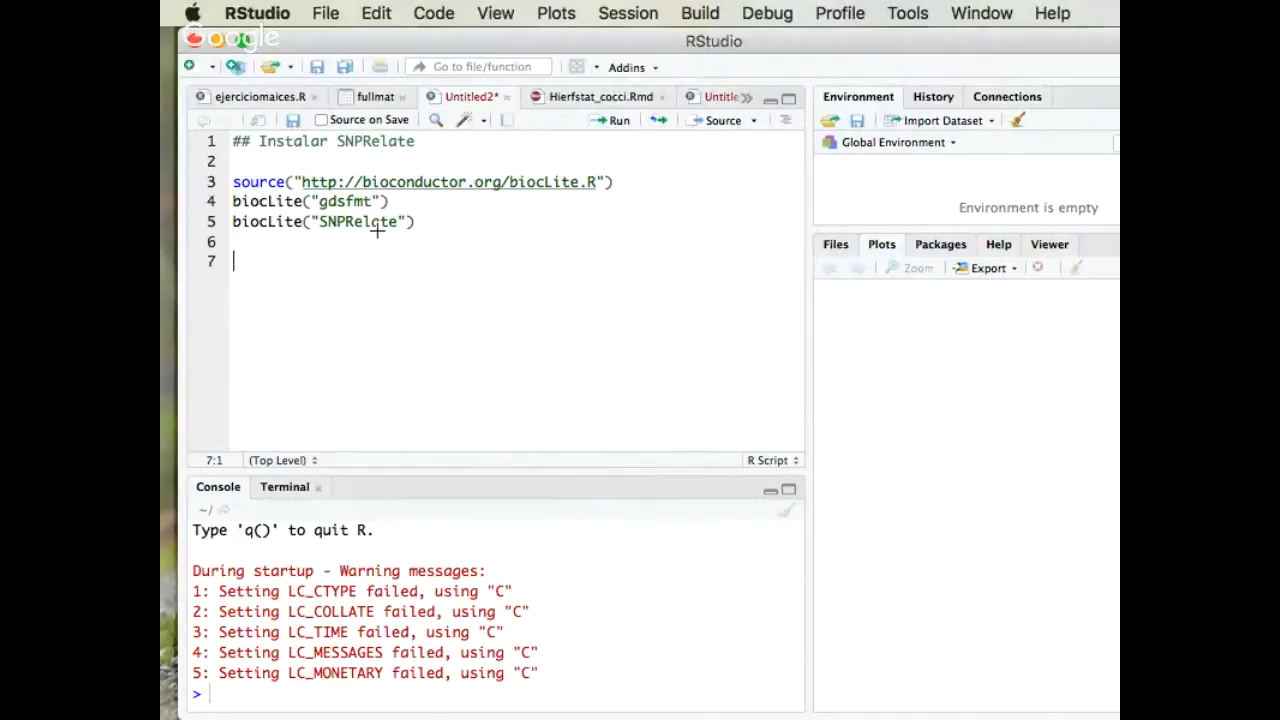 RStudio File Edit Code View Plots Session Build Debug Profile Tools Window Help
Google
RStudio
Go to file/function Addins
ejerciciomaices.R fullmat Untitled2* Hierfstat_cocci.Rmd Untitle
Source on Save Run Source
1 ## Instalar SNPRelate
2
3 source("http://bioconductor.org/biocLite.R")
4 biocLite("gdsfmt")
5 biocLite("SNPRelate")
6
7
7:1 (Top Level) R Script
Console Terminal
~/
Type 'q()' to quit R.
During startup - Warning messages:
1: Setting LC_CTYPE failed, using "C"
2: Setting LC_COLLATE failed, using "C"
3: Setting LC_TIME failed, using "C"
4: Setting LC_MESSAGES failed, using "C"
5: Setting LC_MONETARY failed, using "C"
>
Environment History Connections
Import Dataset
Global Environment
Environment is empty
Files Plots Packages Help Viewer
Zoom Export